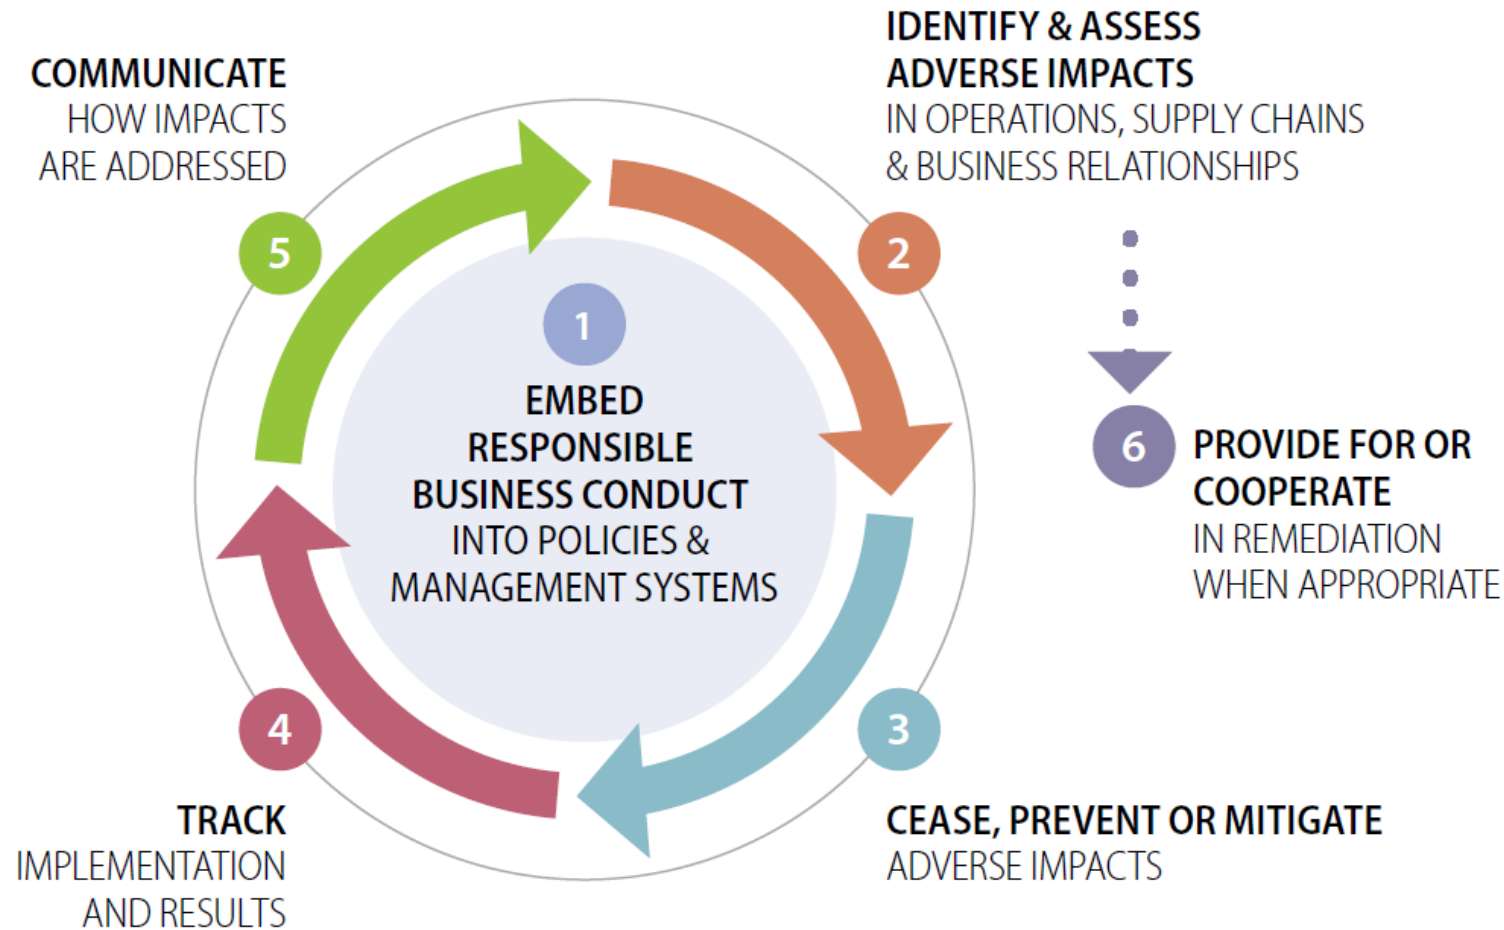 1
EMBED
RESPONSIBLE
BUSINESS CONDUCT
INTO POLICIES &
MANAGEMENT SYSTEMS
2
IDENTIFY & ASSESS
ADVERSE IMPACTS
IN OPERATIONS, SUPPLY CHAINS
& BUSINESS RELATIONSHIPS
3
CEASE, PREVENT OR MITIGATE
ADVERSE IMPACTS
4
TRACK
IMPLEMENTATION
AND RESULTS
5
COMMUNICATE
HOW IMPACTS
ARE ADDRESSED
6
PROVIDE FOR OR
COOPERATE
IN REMEDIATION
WHEN APPROPRIATE